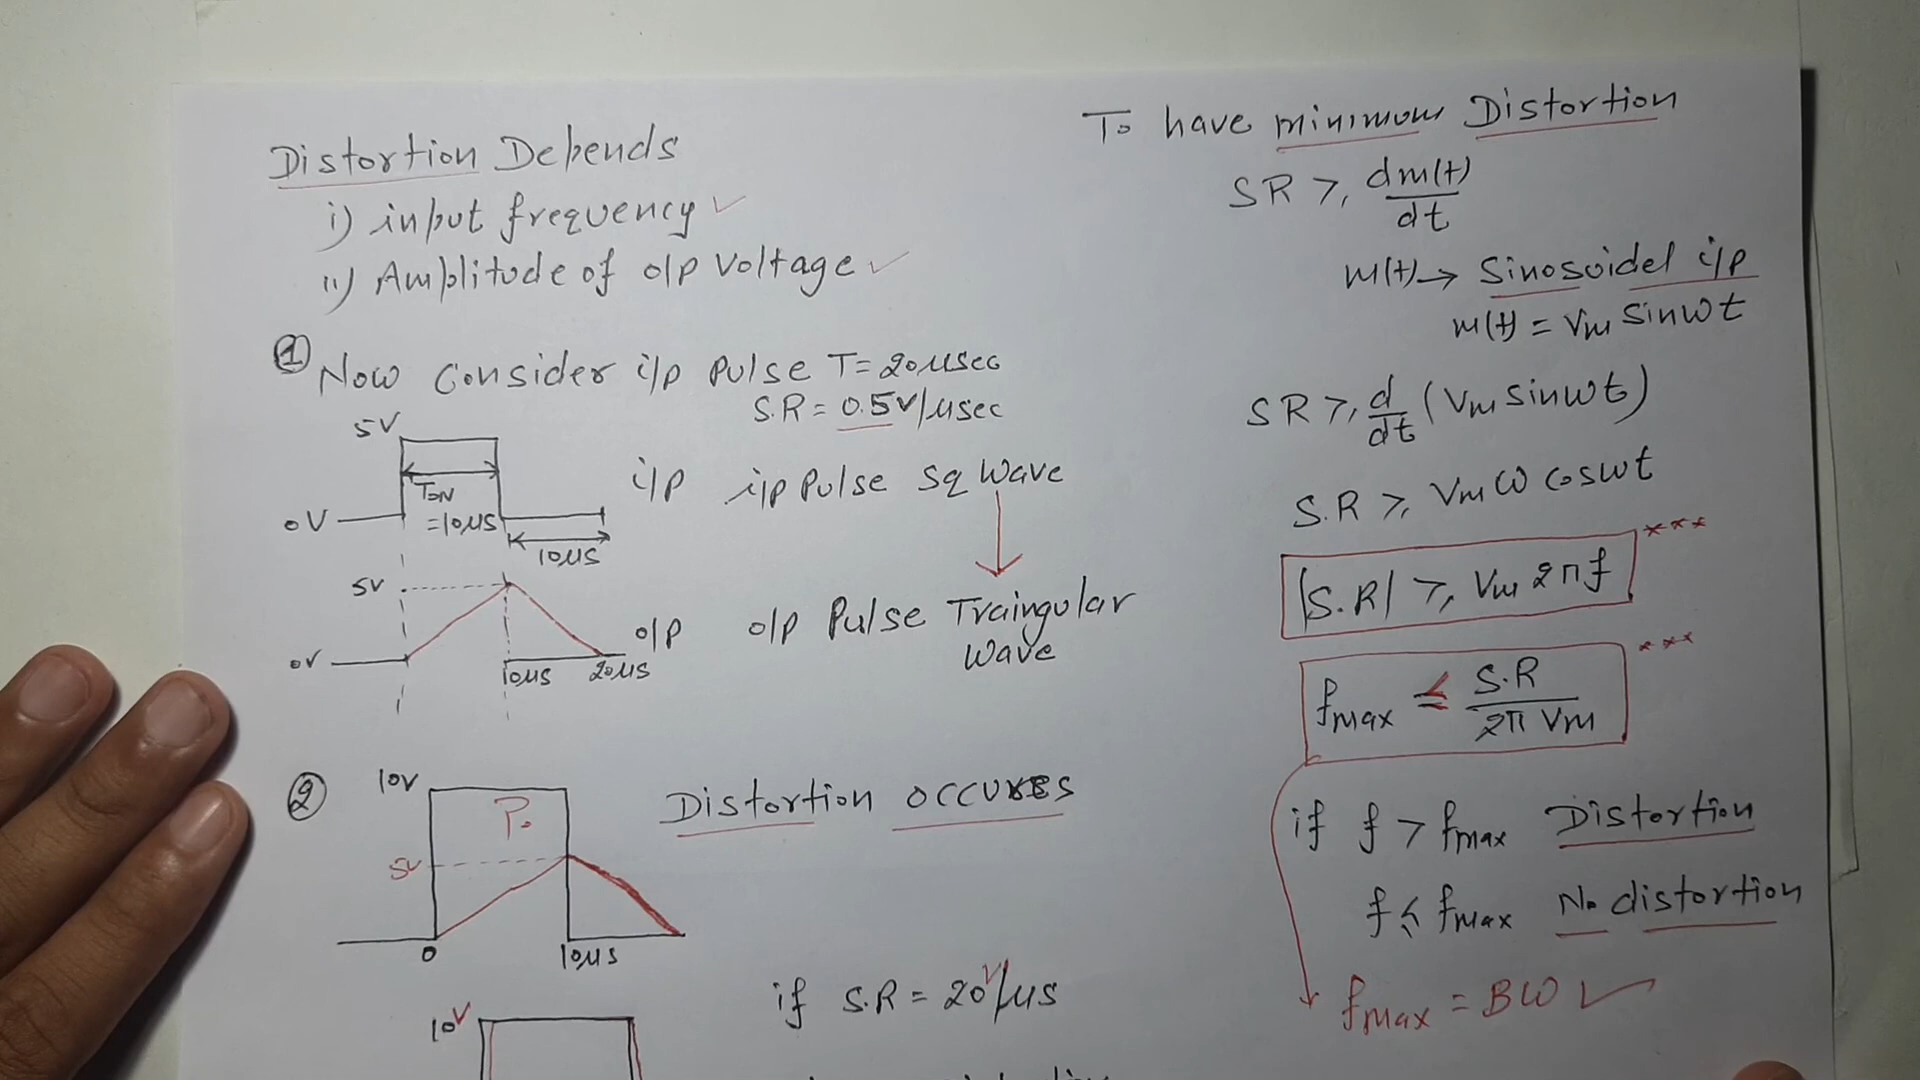 Distortion Depends
i) input frequency ✓
ii) Amplitude of o/p Voltage ✓
① Now Consider i/p Pulse T = 20 μsec
S.R = 0.5V/μsec
5V
TON
= 10μs
0V
10μs
i/p i/p Pulse Sq Wave
5V
0V
10μs 20μs
o/p o/p Pulse Traingular
Wave
② Distortion occures
10V
P.
5V
0 10μs
if S.R = 20V/μs
10V
To have minimum Distortion
SR ≥ dm(t)/dt
m(t) → Sinosoidel i/p
m(t) = Vm Sinωt
SR ≥ d/dt (Vm sinωt)
S.R ≥ Vm ω cosωt
|S.R| ≥ Vm 2πf ***
fmax ≤ S.R/2π Vm ***
if f > fmax Distortion
f ≤ fmax No distortion
fmax = BW ✓